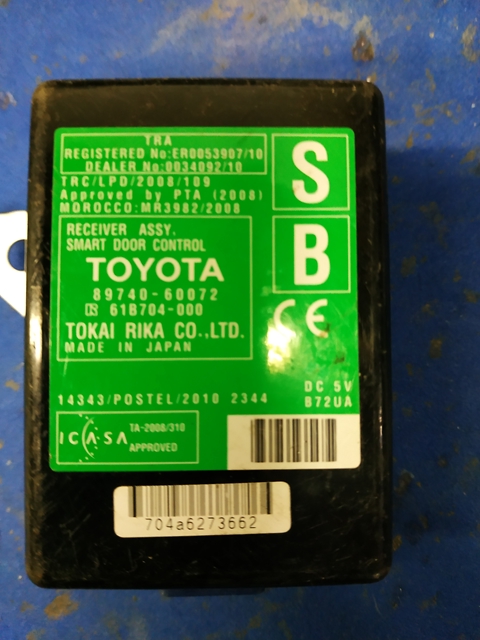 TRA
REGISTERED No:ER0053907/10
DEALER No:0034092/10
TRC/LPD/2008/109
Approved by PTA (2008)
MOROCCO:MR3982/2008
S
B
RECEIVER ASSY.
SMART DOOR CONTROL
TOYOTA
89740-60072
61B704-000
TOKAI RIKA CO.,LTD.
MADE IN JAPAN
CE
14343/POSTEL/2010 2344
DC 5V
B72UA
ICASA
TA-2008/310
APPROVED
704a6273662